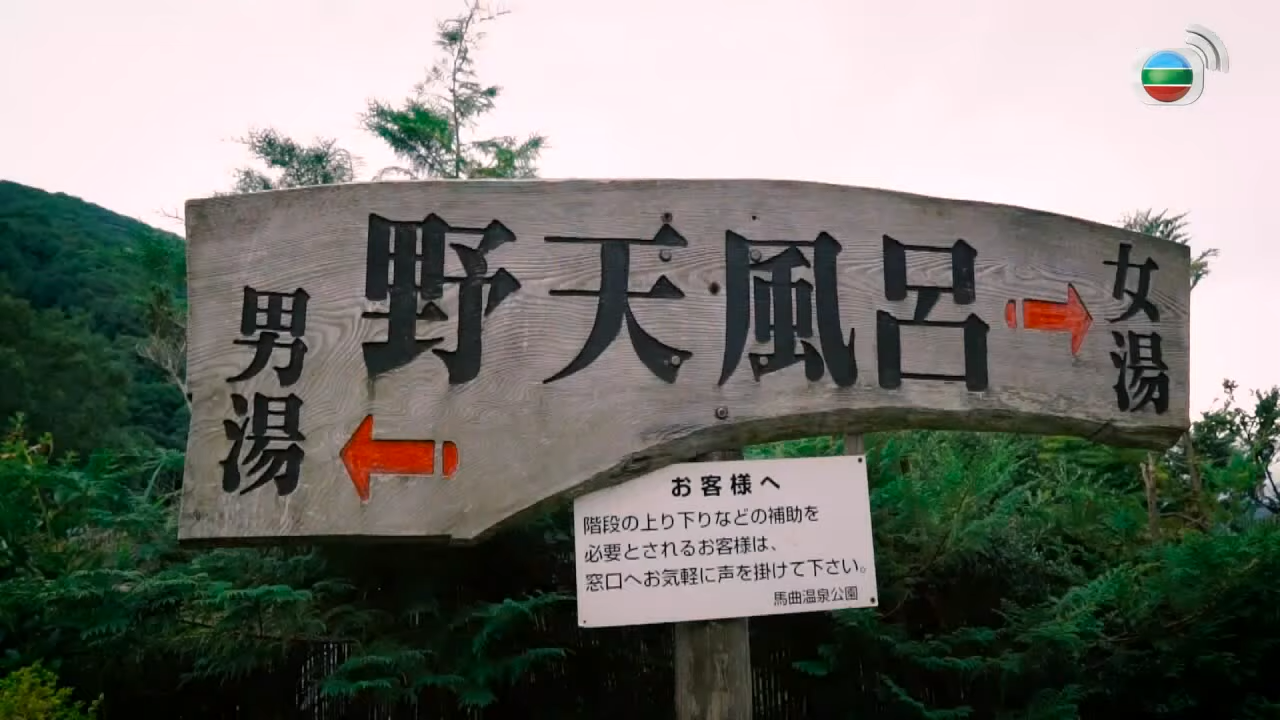 野天風呂
男湯
女湯
お客様へ
階段の上り下りなどの補助を
必要とされるお客様は、
窓口へお気軽に声を掛けて下さい。
馬曲温泉公園